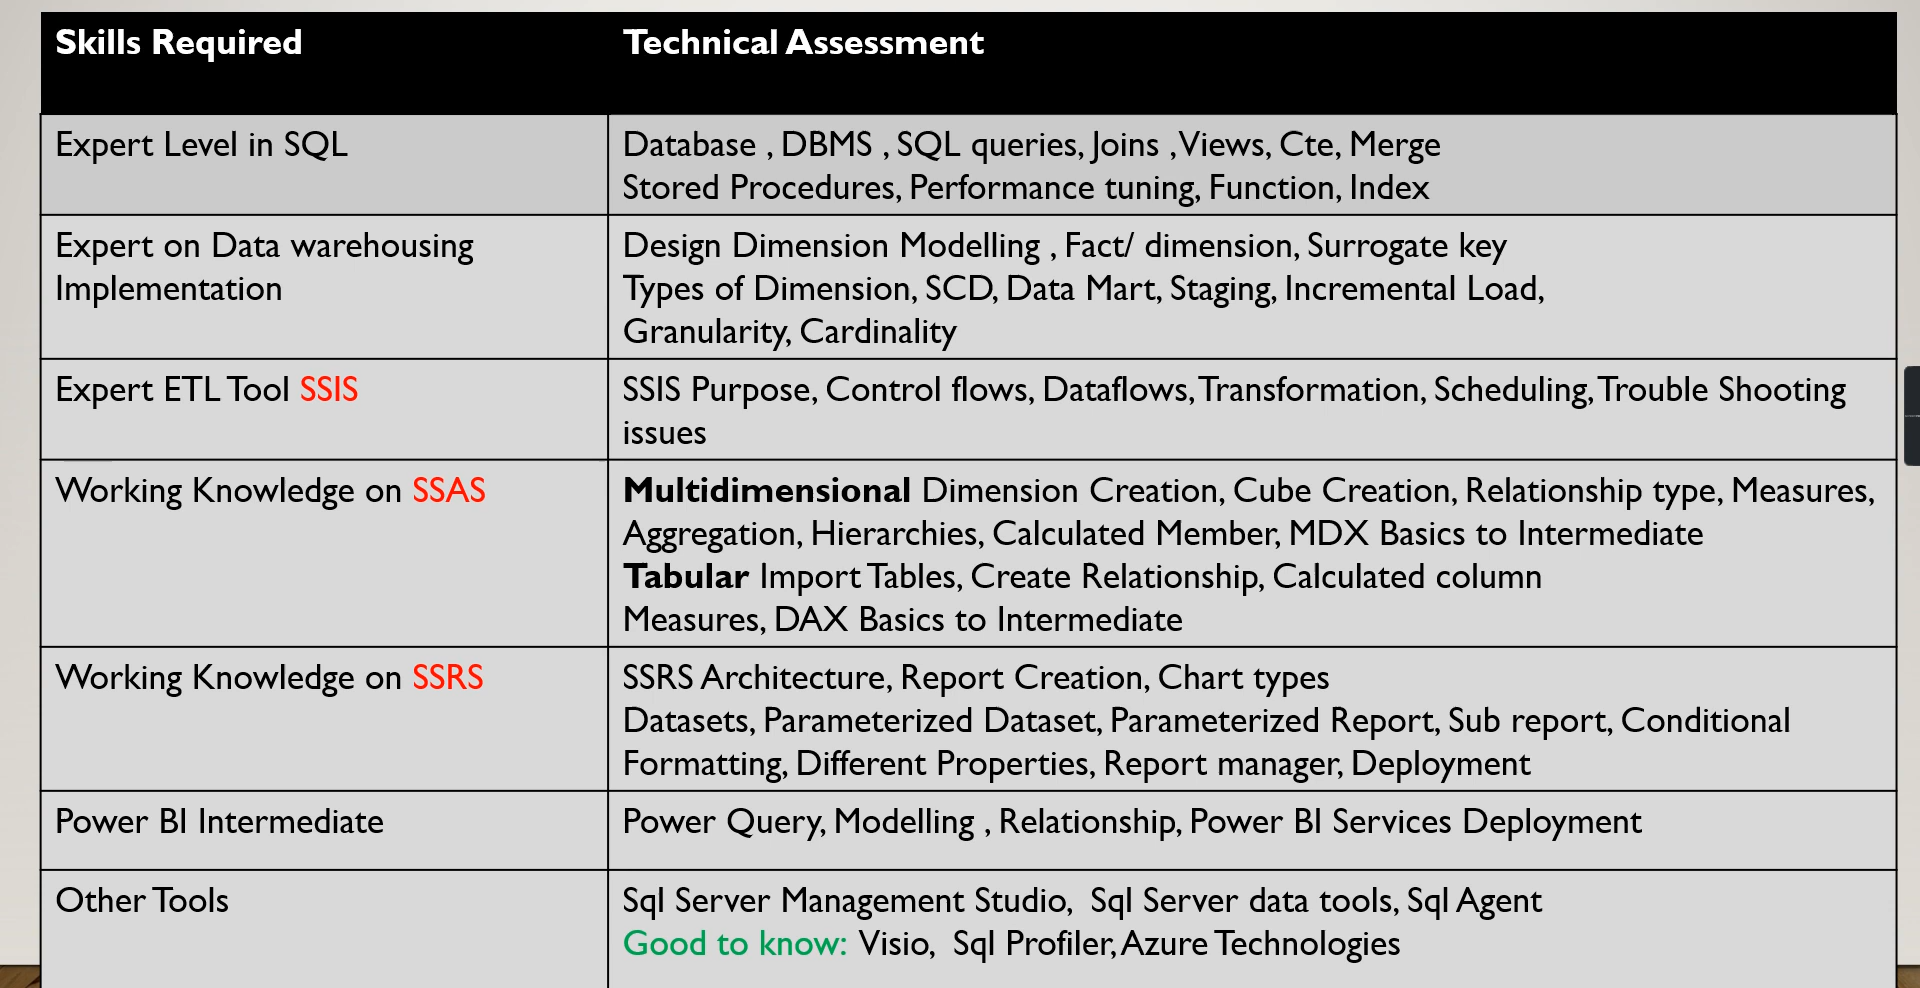 Skills Required
Technical Assessment
Expert Level in SQL
Database , DBMS , SQL queries, Joins ,Views, Cte, Merge
Stored Procedures, Performance tuning, Function, Index
Expert on Data warehousing
Implementation
Design Dimension Modelling , Fact/ dimension, Surrogate key
Types of Dimension, SCD, Data Mart, Staging, Incremental Load,
Granularity, Cardinality
Expert ETL Tool SSIS
SSIS Purpose, Control flows, Dataflows, Transformation, Scheduling, Trouble Shooting
issues
Working Knowledge on SSAS
Multidimensional Dimension Creation, Cube Creation, Relationship type, Measures,
Aggregation, Hierarchies, Calculated Member, MDX Basics to Intermediate
Tabular Import Tables, Create Relationship, Calculated column
Measures, DAX Basics to Intermediate
Working Knowledge on SSRS
SSRS Architecture, Report Creation, Chart types
Datasets, Parameterized Dataset, Parameterized Report, Sub report, Conditional
Formatting, Different Properties, Report manager, Deployment
Power BI Intermediate
Power Query, Modelling , Relationship, Power BI Services Deployment
Other Tools
Sql Server Management Studio,  Sql Server data tools, Sql Agent
Good to know: Visio,  Sql Profiler, Azure Technologies